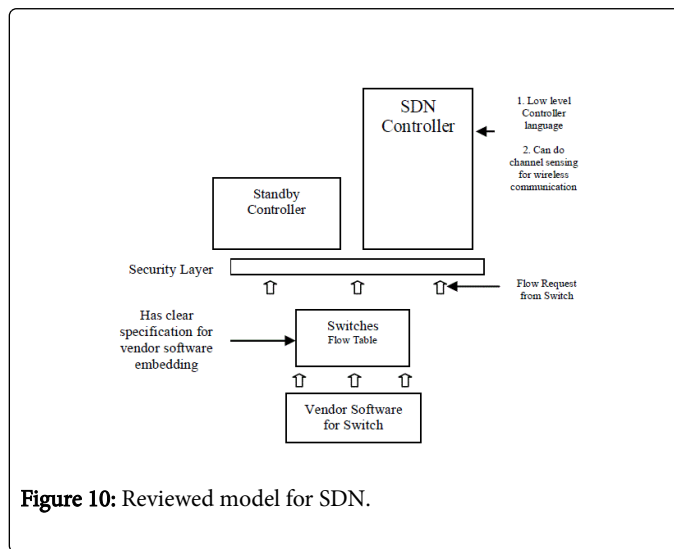 SDN
Controller
1. Low level
Controller
language
2. Can do
channel sensing
for wireless
communication
Standby
Controller
Security Layer
Flow Request
from Switch
Has clear
specification for
vendor software
embedding
Switches
Flow Table
Vendor Software
for Switch
Figure 10: Reviewed model for SDN.